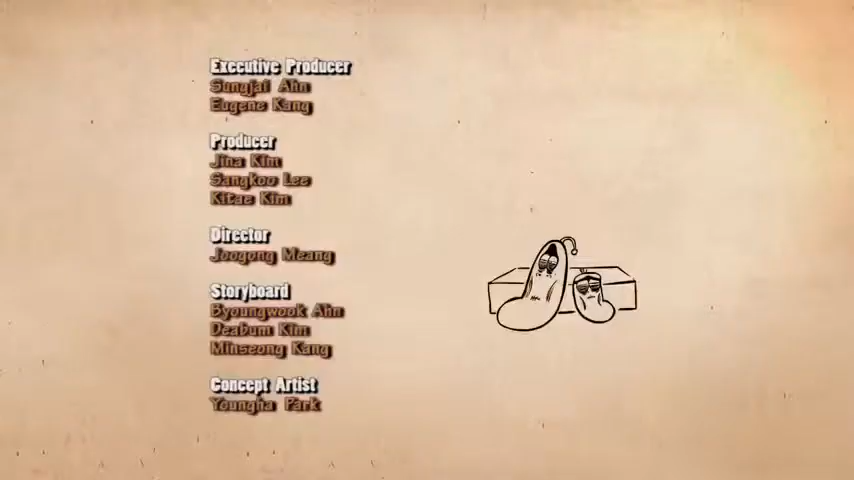 Executive Producer
Sungjai Ahn
Eugene Kang
Producer
Jina Kim
Sangkoo Lee
Kitae Kim
Director
Joogong Meang
Storyboard
Byoungwook Ahn
Deabum Kim
Minseong Kang
Concept Artist
Youngha Park